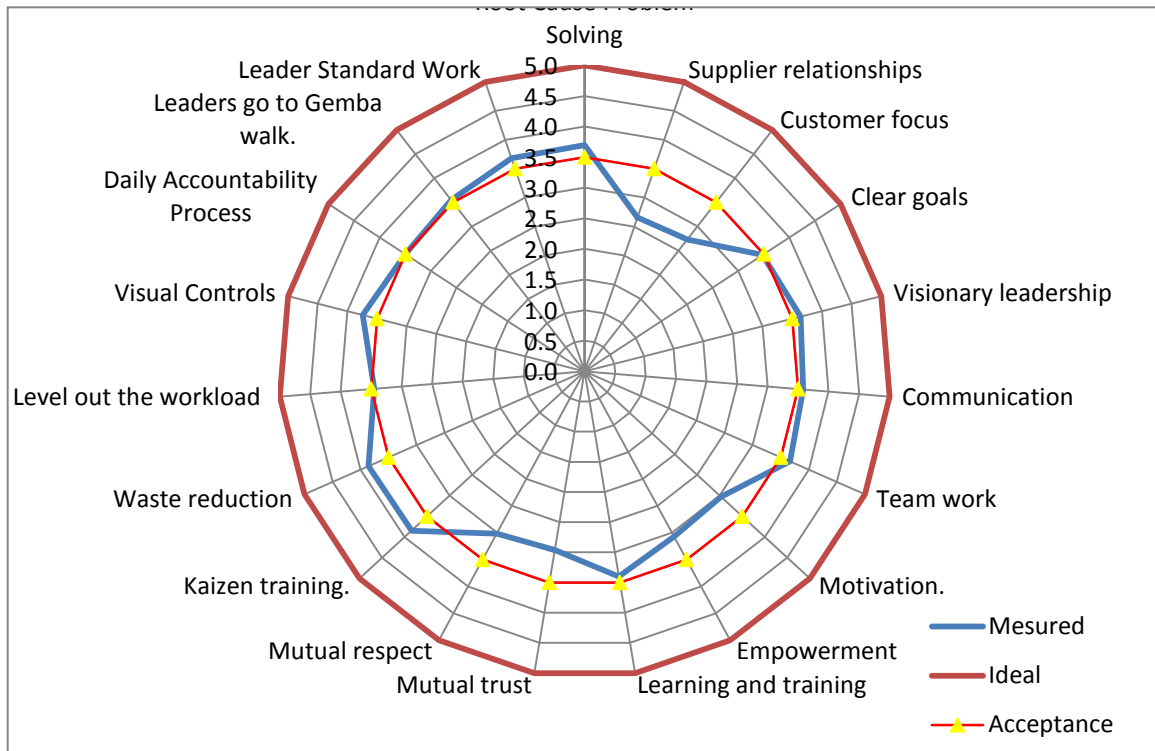 Root Cause Problem
Solving
Supplier relationships
Customer focus
Clear goals
Visionary leadership
Communication
Team work
Motivation.
Empowerment
Learning and training
Mutual trust
Mutual respect
Kaizen training.
Waste reduction
Level out the workload
Visual Controls
Daily Accountability
Process
Leaders go to Gemba
walk.
Leader Standard Work
5.0
4.5
4.0
3.5
3.0
2.5
2.0
1.5
1.0
0.5
0.0
Mesured
Ideal
Acceptance